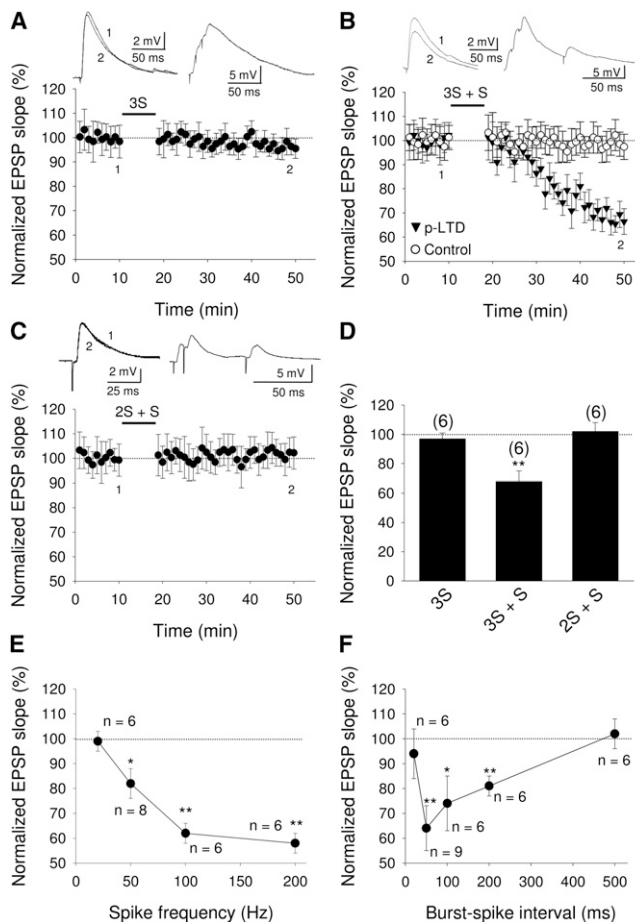 A
1
2
2 mV
50 ms
5 mV
50 ms
3S
Normalized EPSP slope (%)
120
110
100
90
80
70
60
50
1
2
0 10 20 30 40 50
Time (min)
B
1
2
2 mV
50 ms
5 mV
50 ms
3S + S
Normalized EPSP slope (%)
120
110
100
90
80
70
60
50
1
p-LTD
Control
2
0 10 20 30 40 50
Time (min)
C
1
2
2 mV
25 ms
5 mV
50 ms
2S + S
Normalized EPSP slope (%)
120
110
100
90
80
70
60
50
1
2
0 10 20 30 40 50
Time (min)
D
Normalized EPSP slope (%)
120
100
80
60
40
20
0
(6)
(6)
**
(6)
3S
3S + S
2S + S
E
Normalized EPSP slope (%)
120
110
100
90
80
70
60
50
n = 6
*
n = 8
**
n = 6
n = 6
**
0 50 100 150 200
Spike frequency (Hz)
F
Normalized EPSP slope (%)
120
110
100
90
80
70
60
50
n = 6
**
n = 9
*
n = 6
**
n = 6
n = 6
0 100 200 300 400 500
Burst-spike interval (ms)